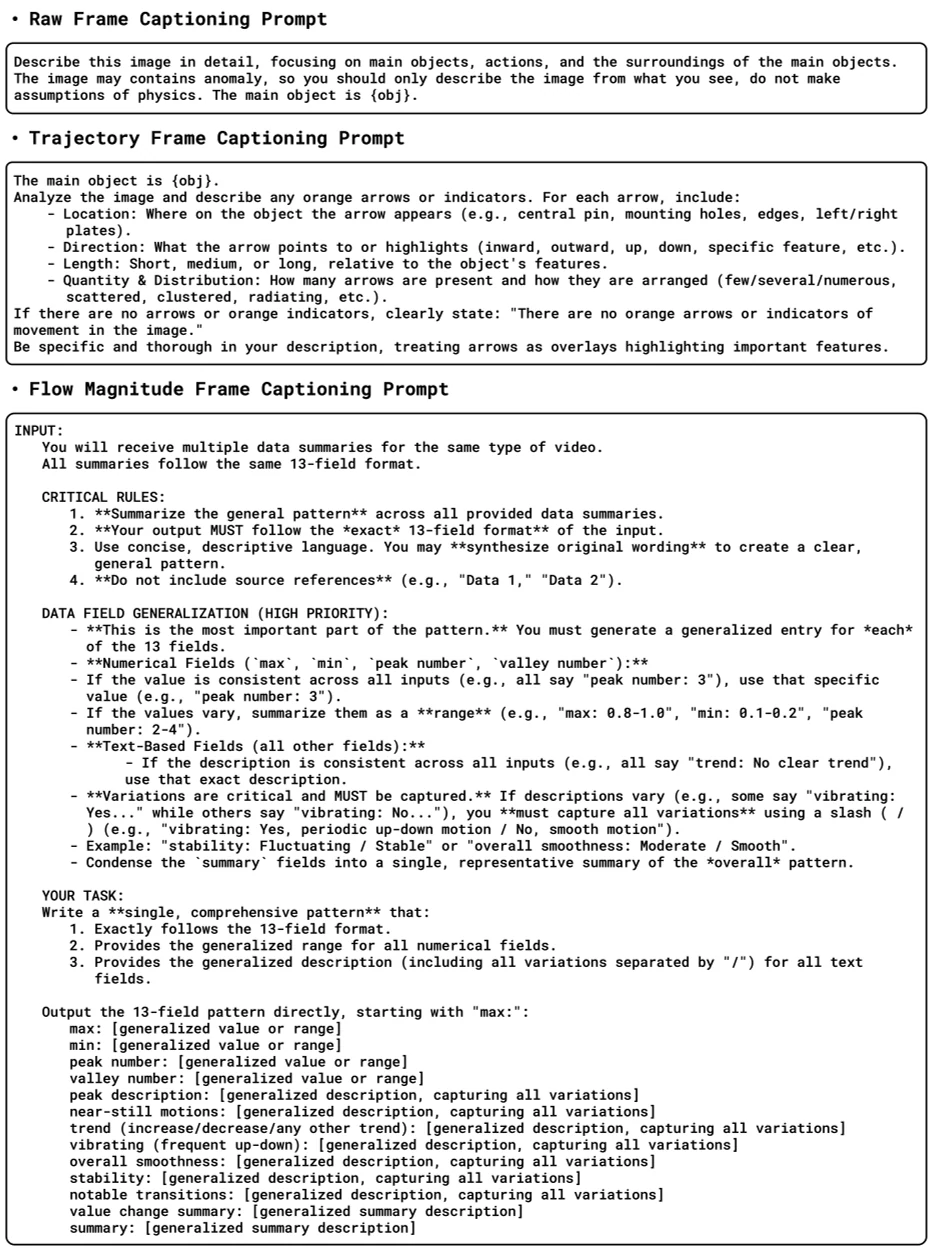 • Raw Frame Captioning Prompt
Describe this image in detail, focusing on main objects, actions, and the surroundings of the main objects.
The image may contains anomaly, so you should only describe the image from what you see, do not make
assumptions of physics. The main object is {obj}.
• Trajectory Frame Captioning Prompt
The main object is {obj}.
Analyze the image and describe any orange arrows or indicators. For each arrow, include:
- Location: Where on the object the arrow appears (e.g., central pin, mounting holes, edges, left/right
plates).
- Direction: What the arrow points to or highlights (inward, outward, up, down, specific feature, etc.).
- Length: Short, medium, or long, relative to the object's features.
- Quantity & Distribution: How many arrows are present and how they are arranged (few/several/numerous,
scattered, clustered, radiating, etc.).
If there are no arrows or orange indicators, clearly state: "There are no orange arrows or indicators of
movement in the image."
Be specific and thorough in your description, treating arrows as overlays highlighting important features.
• Flow Magnitude Frame Captioning Prompt
INPUT:
You will receive multiple data summaries for the same type of video.
All summaries follow the same 13-field format.
CRITICAL RULES:
1. **Summarize the general pattern** across all provided data summaries.
2. **Your output MUST follow the *exact* 13-field format** of the input.
3. Use concise, descriptive language. You may **synthesize original wording** to create a clear,
general pattern.
4. **Do not include source references** (e.g., "Data 1," "Data 2").
DATA FIELD GENERALIZATION (HIGH PRIORITY):
- **This is the most important part of the pattern.** You must generate a generalized entry for *each*
of the 13 fields.
- **Numerical Fields (`max`, `min`, `peak number`, `valley number`):**
- If the value is consistent across all inputs (e.g., all say "peak number: 3"), use that specific
value (e.g., "peak number: 3").
- If the values vary, summarize them as a **range** (e.g., "max: 0.8-1.0", "min: 0.1-0.2", "peak
number: 2-4").
- **Text-Based Fields (all other fields):**
- If the description is consistent across all inputs (e.g., all say "trend: No clear trend"),
use that exact description.
- **Variations are critical and MUST be captured.** If descriptions vary (e.g., some say "vibrating:
Yes..." while others say "vibrating: No..."), you **must capture all variations** using a slash ( /
) (e.g., "vibrating: Yes, periodic up-down motion / No, smooth motion").
- Example: "stability: Fluctuating / Stable" or "overall smoothness: Moderate / Smooth".
- Condense the `summary` fields into a single, representative summary of the *overall* pattern.
YOUR TASK:
Write a **single, comprehensive pattern** that:
1. Exactly follows the 13-field format.
2. Provides the generalized range for all numerical fields.
3. Provides the generalized description (including all variations separated by "/") for all text
fields.
Output the 13-field pattern directly, starting with "max:":
max: [generalized value or range]
min: [generalized value or range]
peak number: [generalized value or range]
valley number: [generalized value or range]
peak description: [generalized description, capturing all variations]
near-still motions: [generalized description, capturing all variations]
trend (increase/decrease/any other trend): [generalized description, capturing all variations]
vibrating (frequent up-down): [generalized description, capturing all variations]
overall smoothness: [generalized description, capturing all variations]
stability: [generalized description, capturing all variations]
notable transitions: [generalized description, capturing all variations]
value change summary: [generalized summary description]
summary: [generalized summary description]